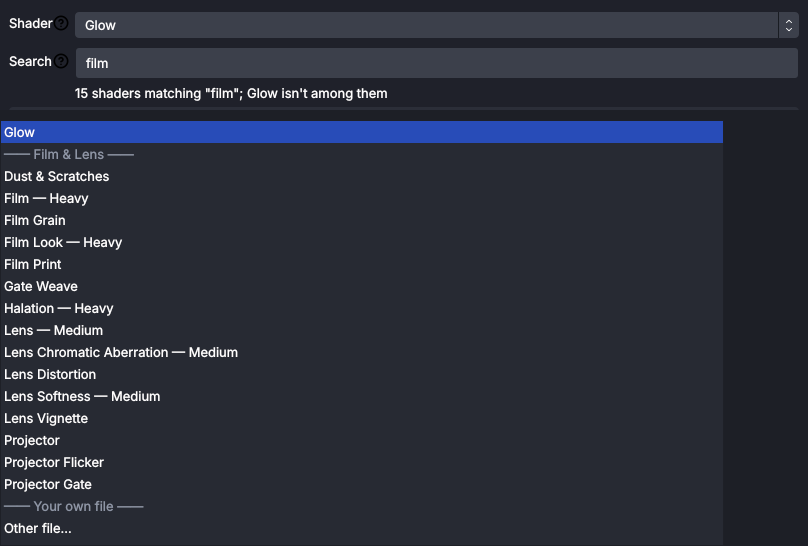 Shader
Glow
Search
film
15 shaders matching "film"; Glow isn't among them
Glow
—— Film & Lens ——
Dust & Scratches
Film — Heavy
Film Grain
Film Look — Heavy
Film Print
Gate Weave
Halation — Heavy
Lens — Medium
Lens Chromatic Aberration — Medium
Lens Distortion
Lens Softness — Medium
Lens Vignette
Projector
Projector Flicker
Projector Gate
—— Your own file ——
Other file...